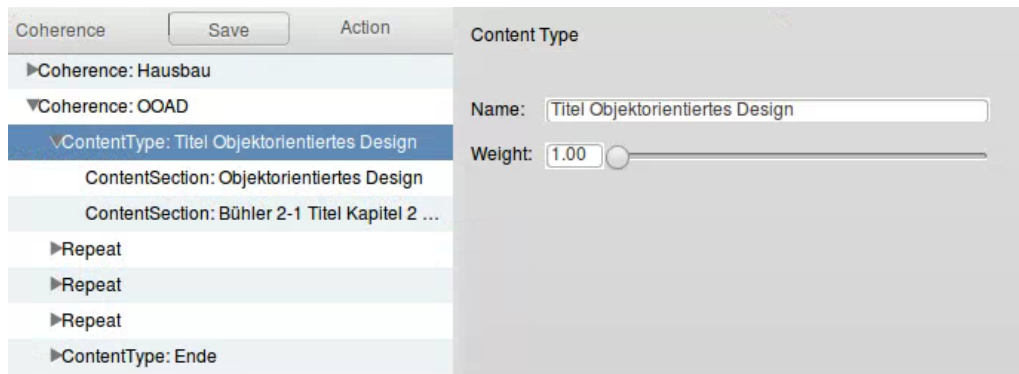 Coherence Save Action
Coherence: Hausbau
Coherence: OOAD
ContentType: Titel Objektorientiertes Design
ContentSection: Objektorientiertes Design
ContentSection: Bühler 2-1 Titel Kapitel 2 ...
Repeat
Repeat
Repeat
ContentType: Ende
Content Type
Name: Titel Objektorientiertes Design
Weight: 1.00